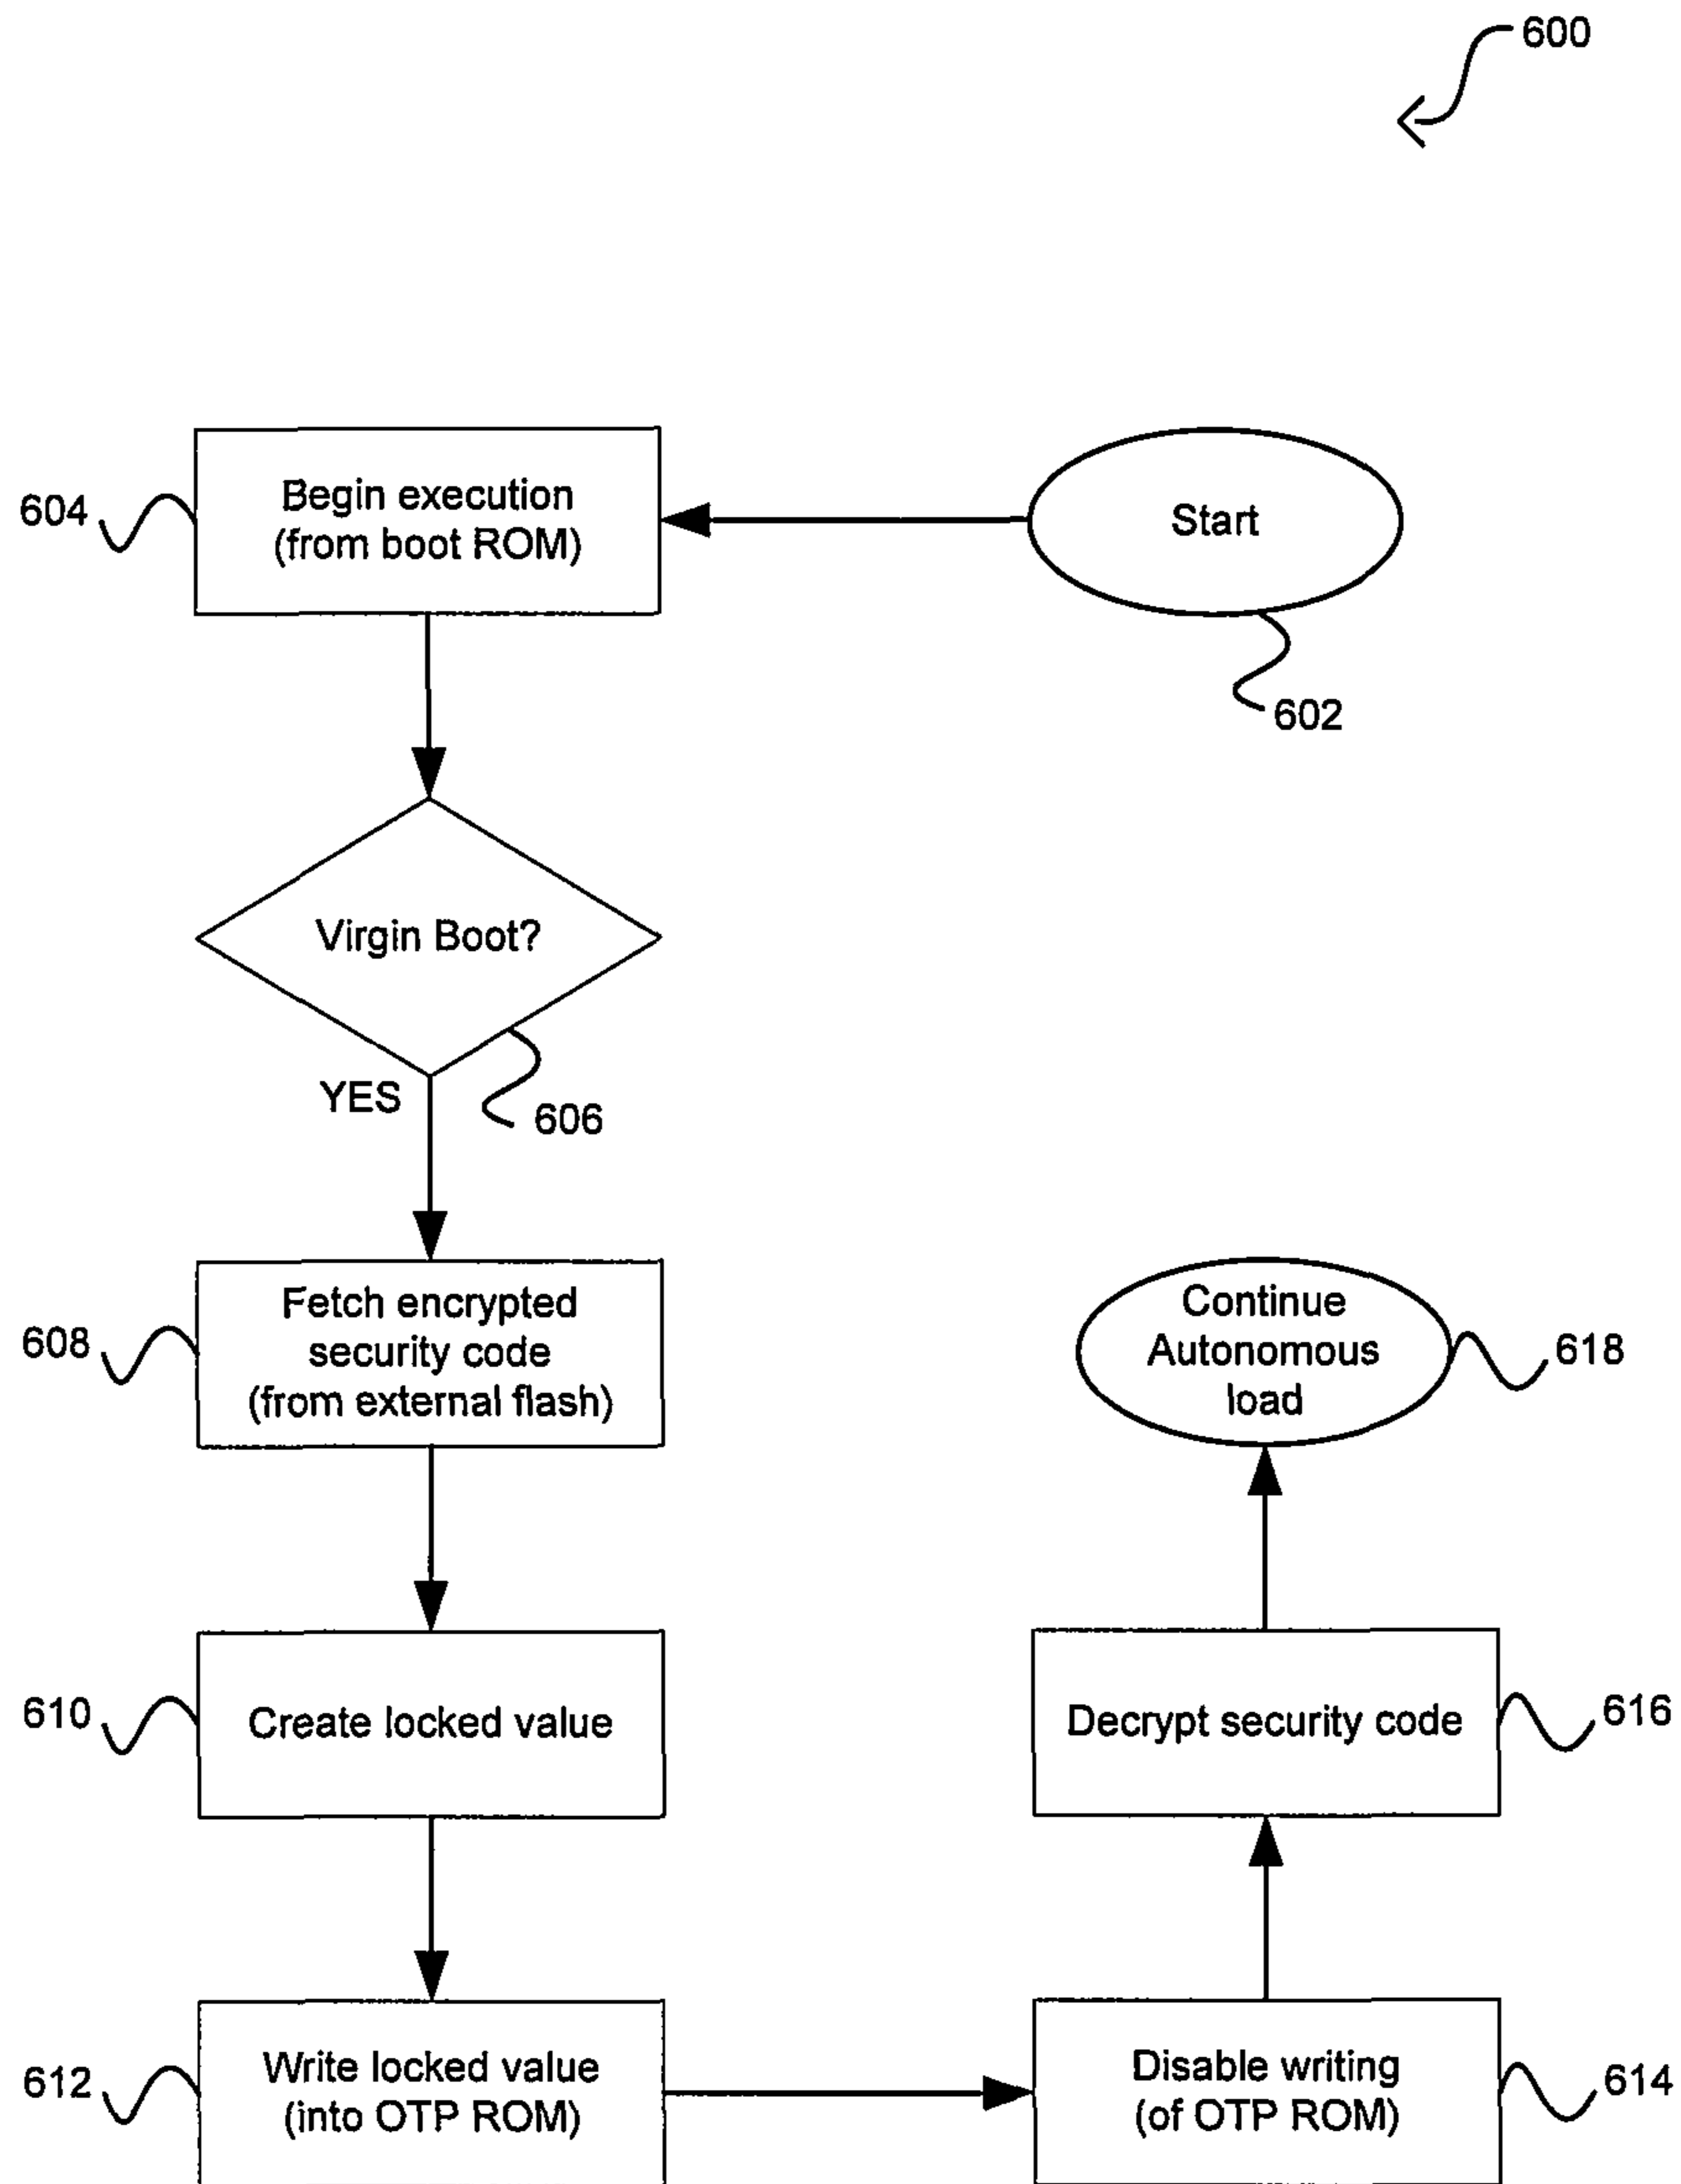 600
604
Begin execution
(from boot ROM)
Start
602
Virgin Boot?
YES
606
608
Fetch encrypted
security code
(from external flash)
Continue
Autonomous
load
618
610
Create locked value
Decrypt security code
616
612
Write locked value
(into OTP ROM)
Disable writing
(of OTP ROM)
614